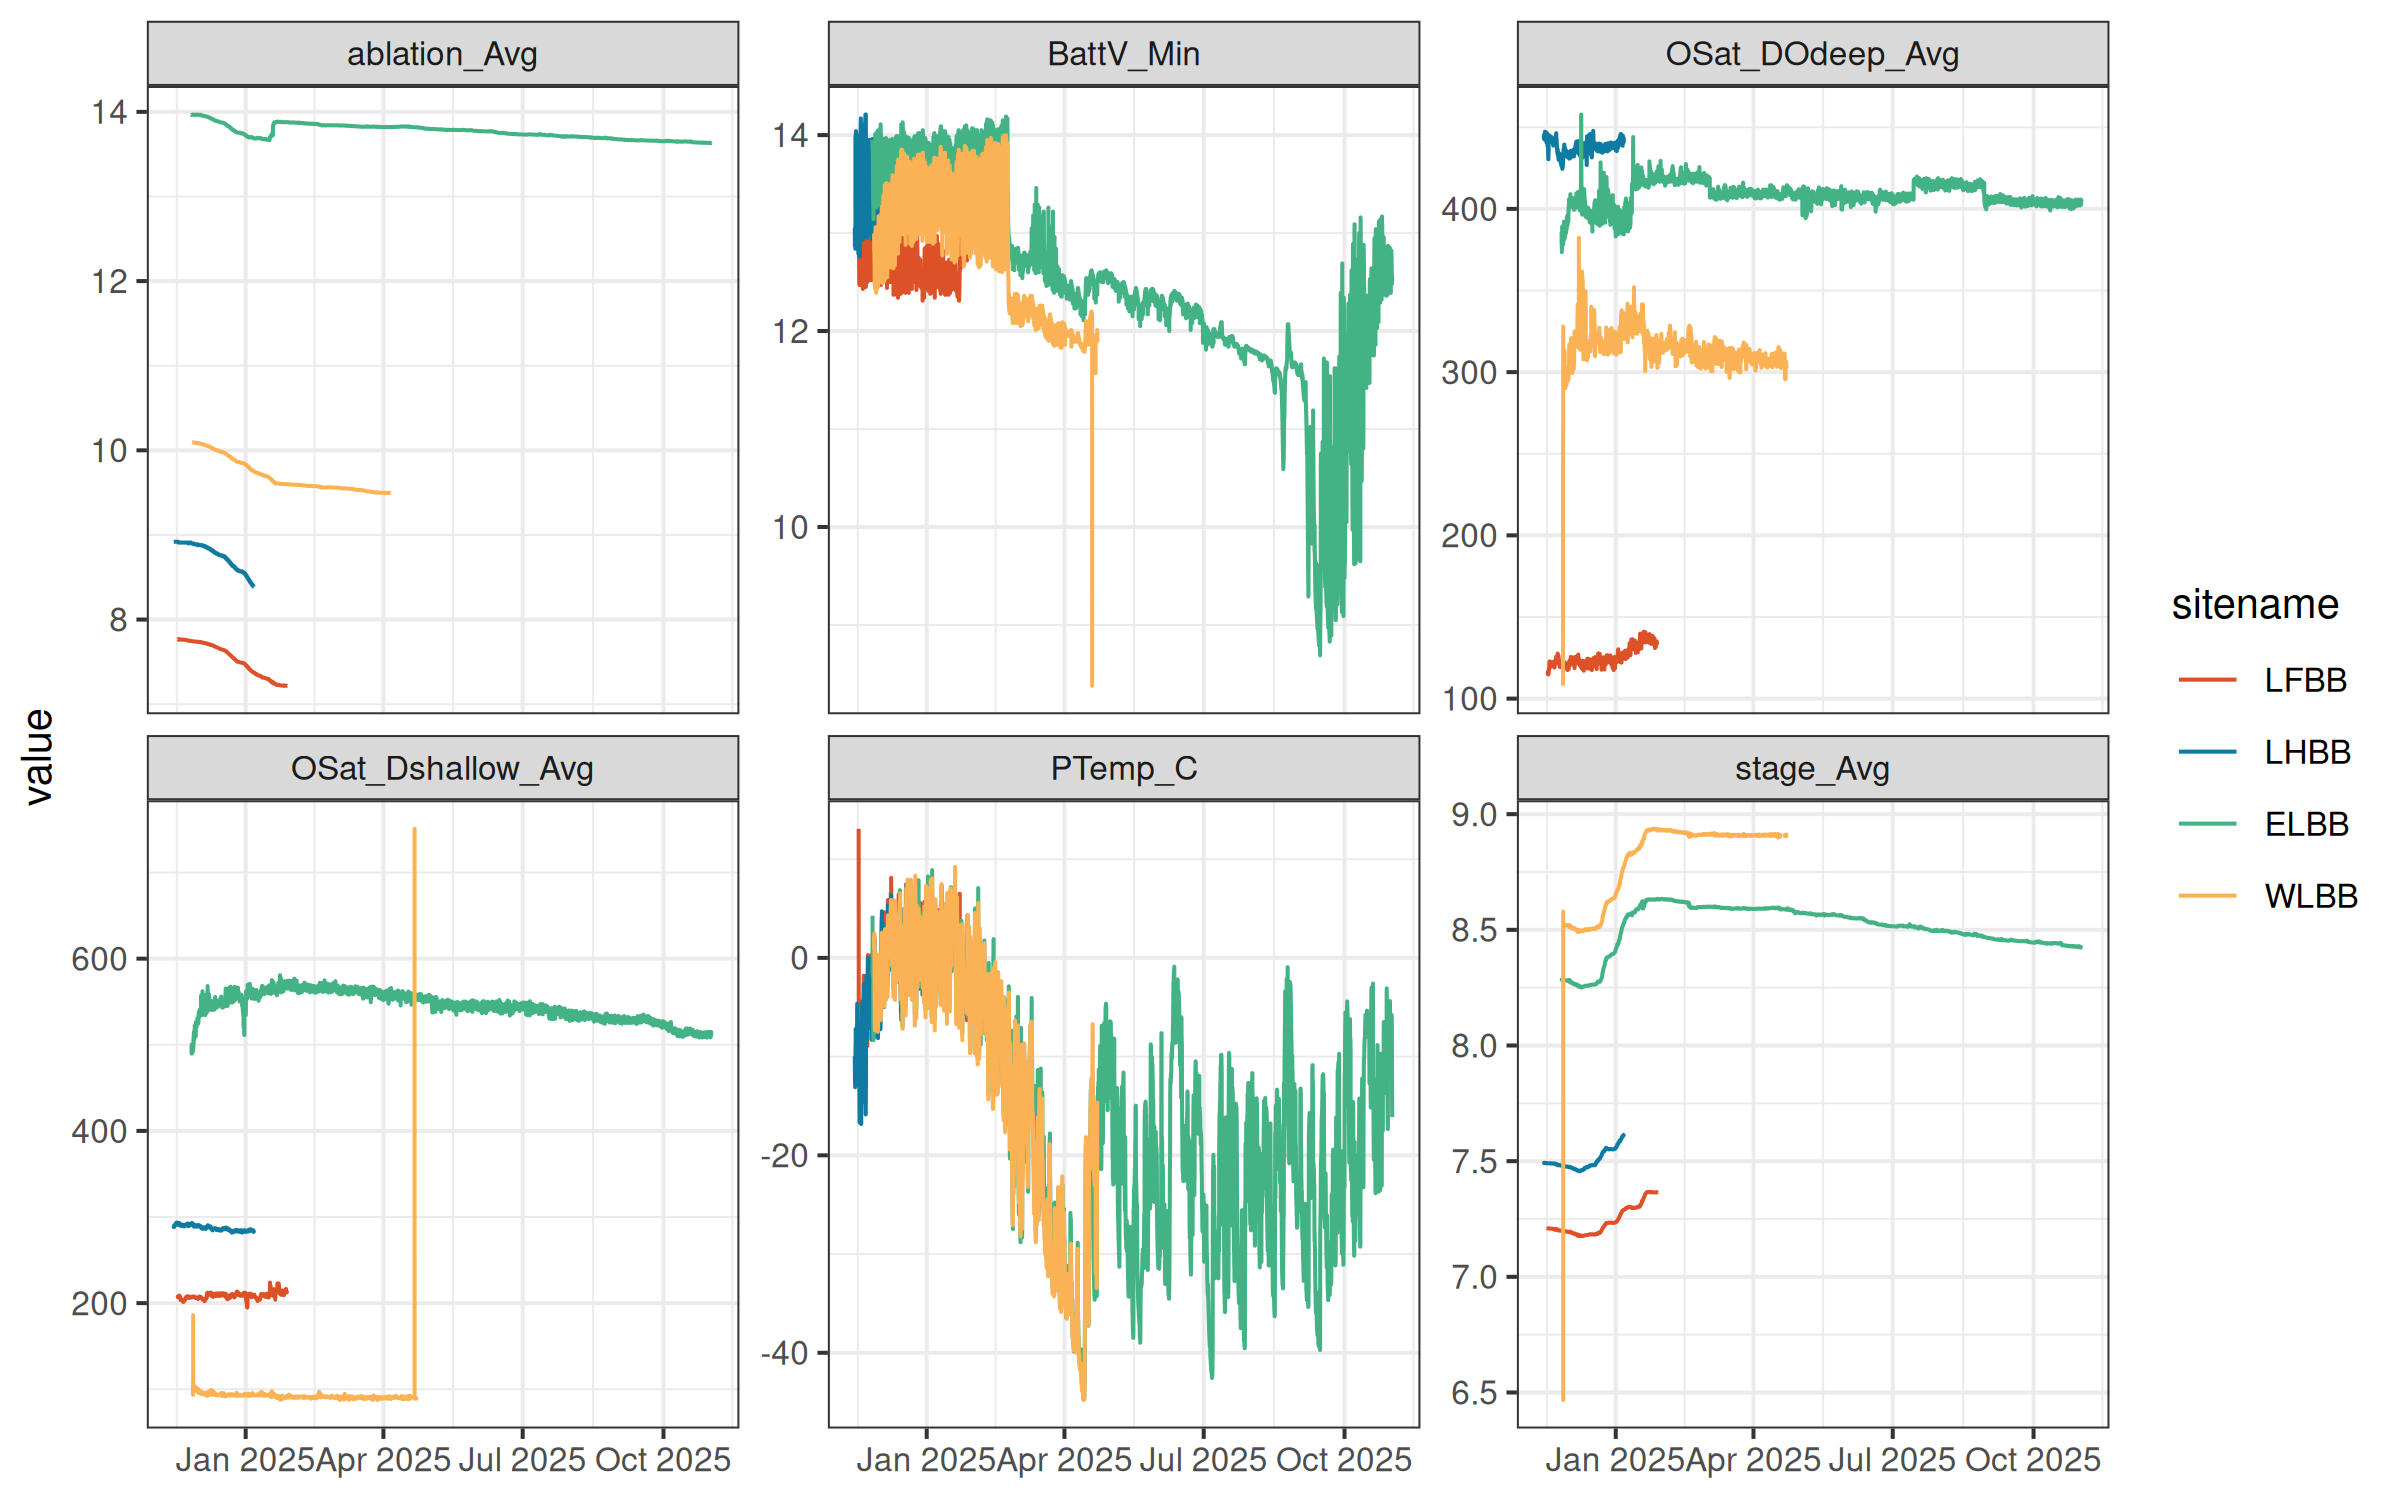 ablation_Avg
BattV_Min
OSat_DOdeep_Avg
14
12
10
8
14
12
10
400
300
200
100
value
OSat_Dshallow_Avg
PTemp_C
stage_Avg
600
400
200
0
-20
-40
9.0
8.5
8.0
7.5
7.0
6.5
Jan 2025 Apr 2025 Jul 2025 Oct 2025
Jan 2025 Apr 2025 Jul 2025 Oct 2025
Jan 2025 Apr 2025 Jul 2025 Oct 2025
sitename
LFBB
LHBB
ELBB
WLBB